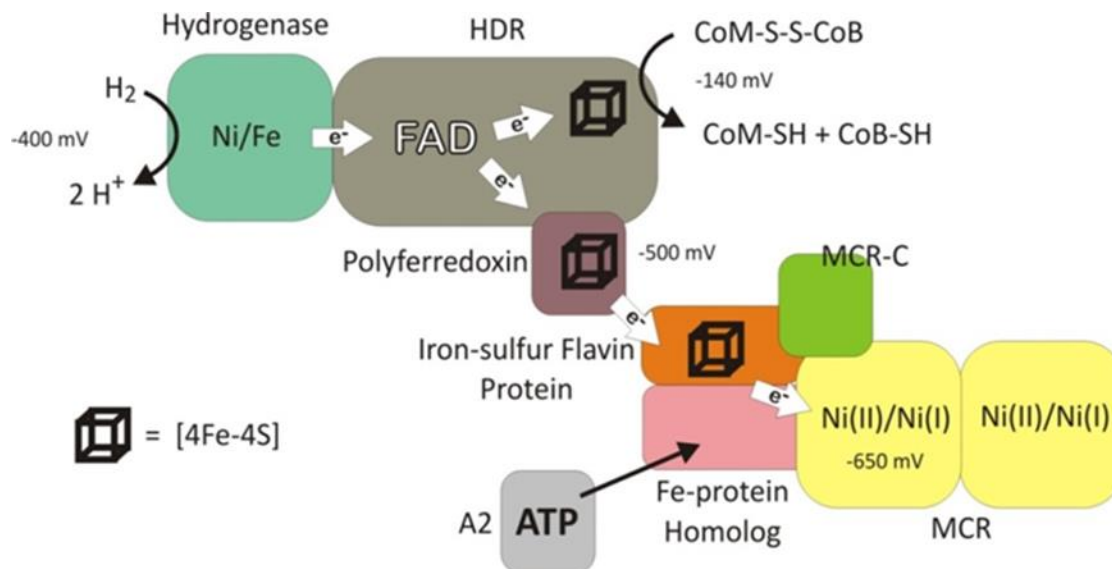 Hydrogenase
HDR
CoM-S-S-CoB
H2
-140 mV
-400 mV
Ni/Fe
e-
FAD
e-
CoM-SH + CoB-SH
2 H+
e-
Polyferredoxin
-500 mV
MCR-C
e-
Iron-sulfur Flavin
Protein
e-
Ni(II)/Ni(I)
Ni(II)/Ni(I)
= [4Fe-4S]
-650 mV
Fe-protein
Homolog
A2
ATP
MCR